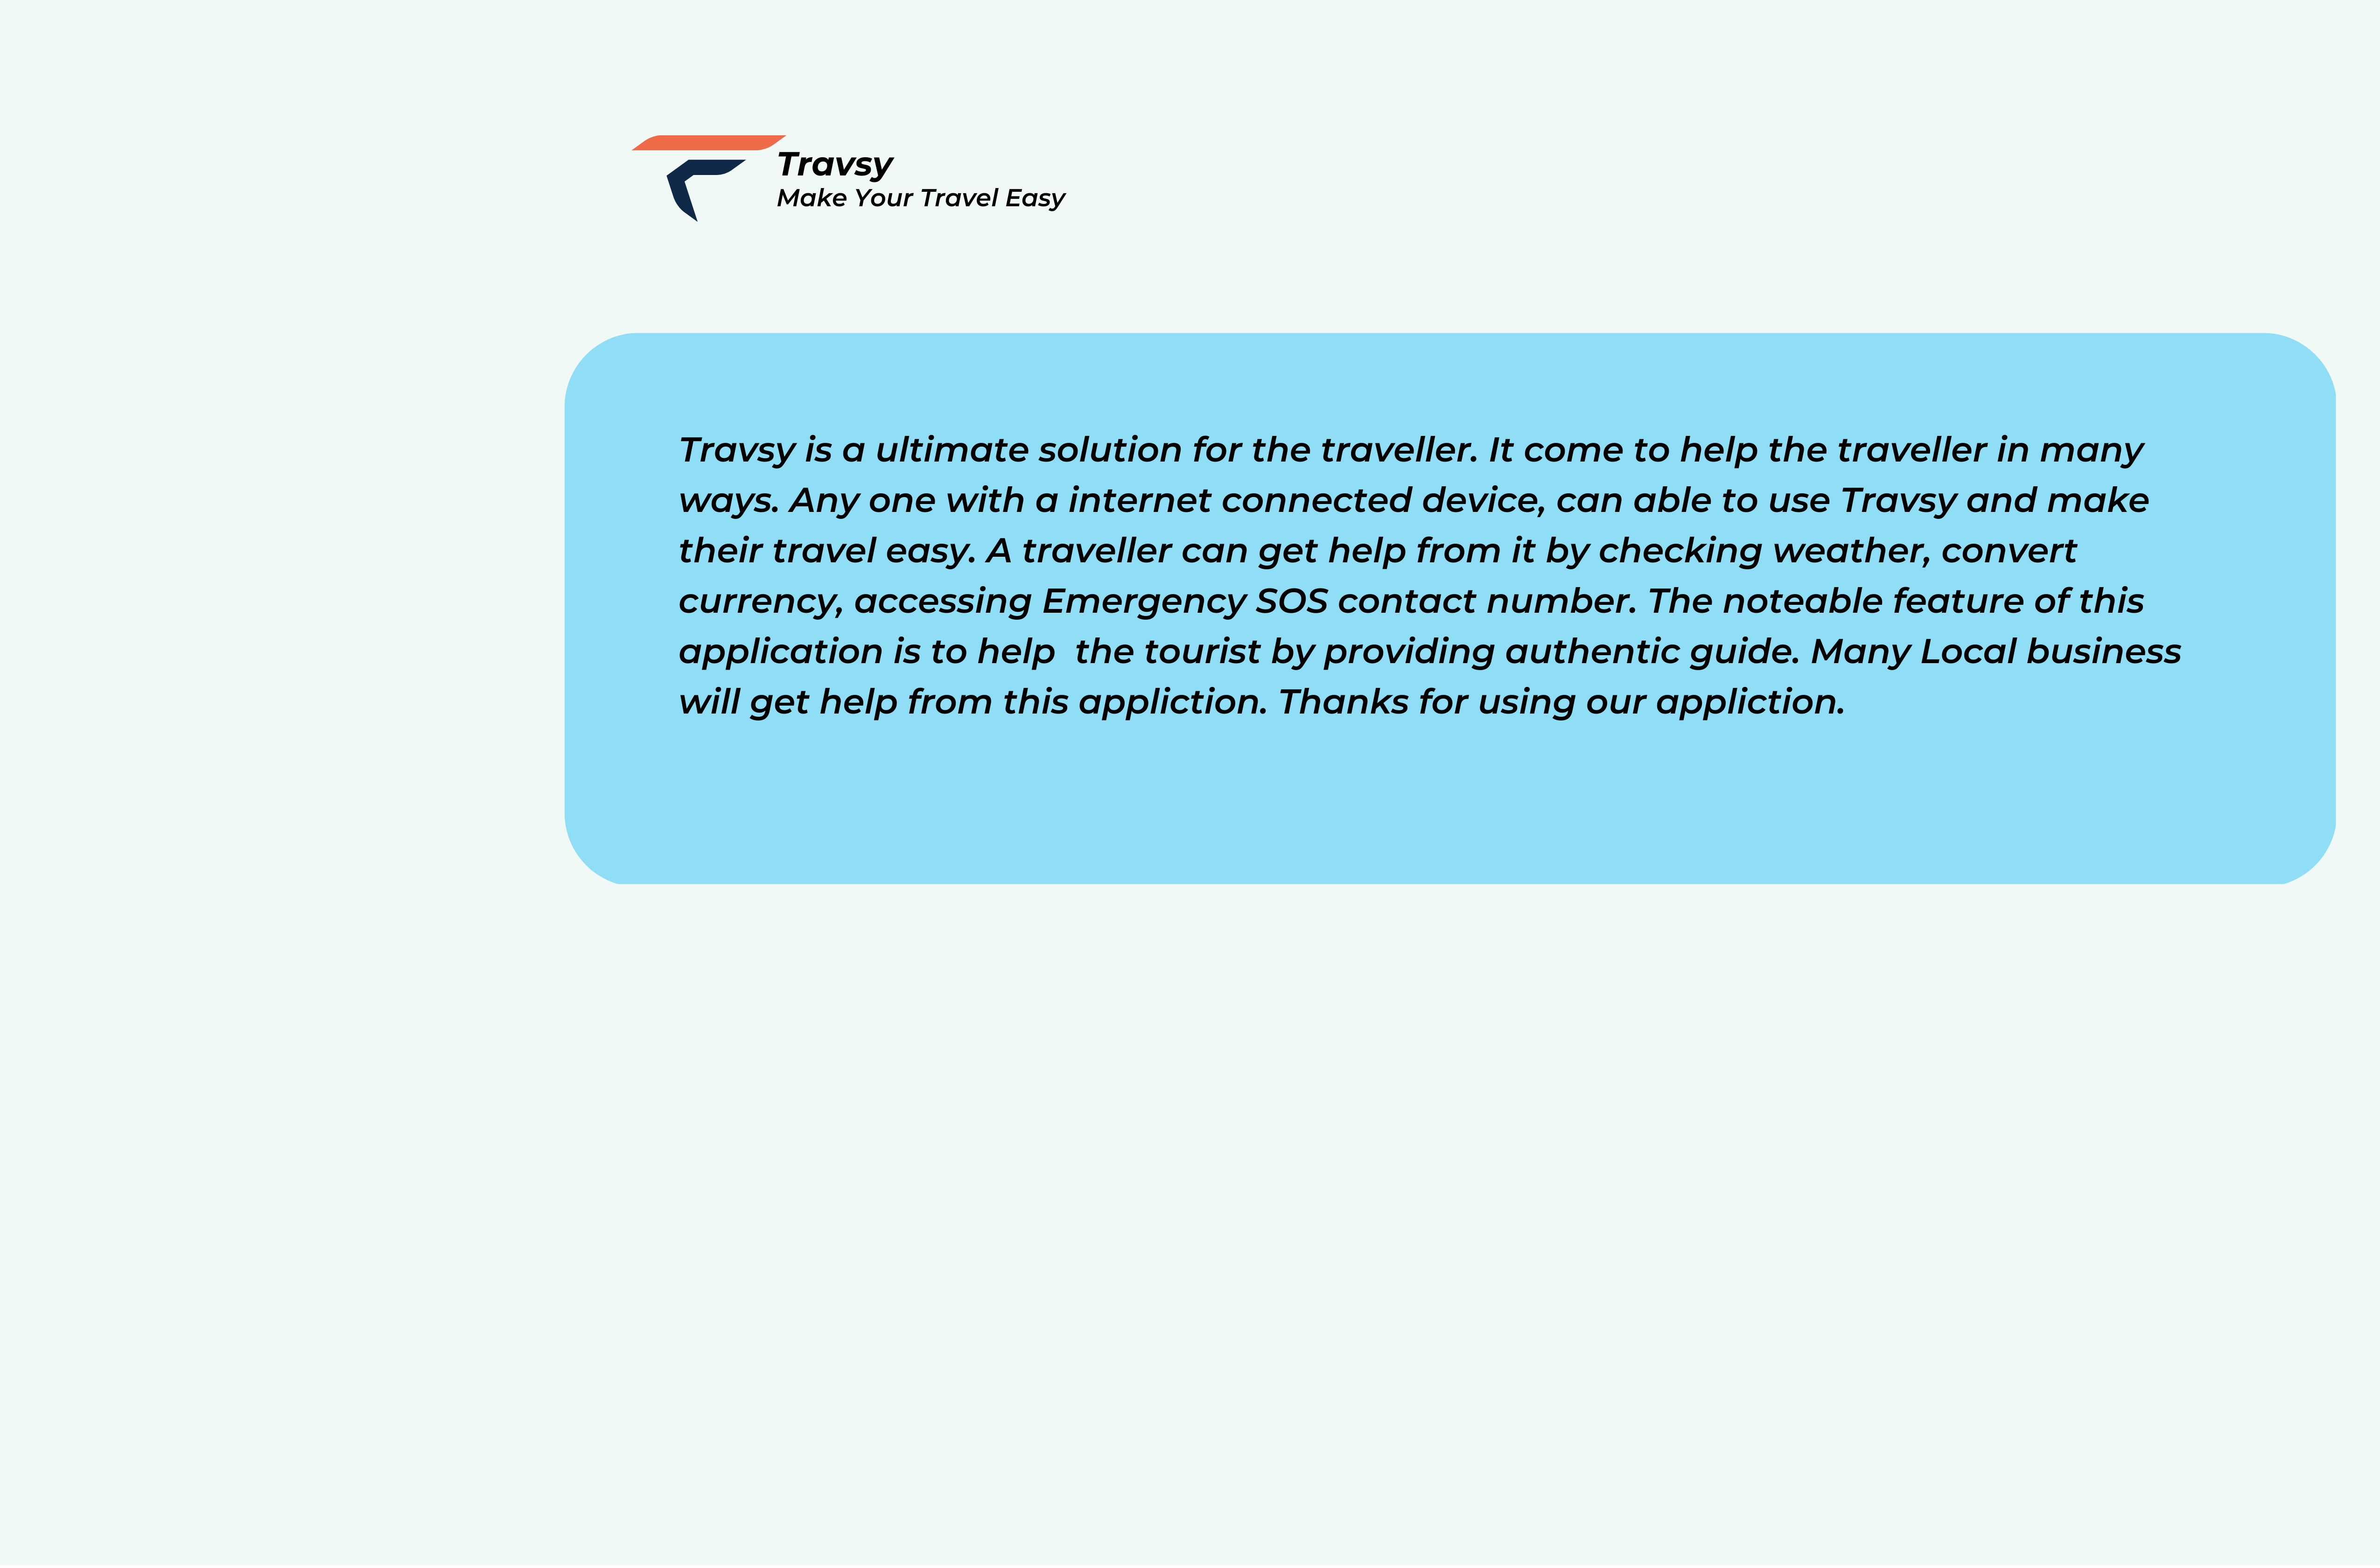 Travsy
Make Your Travel Easy
Travsy is a ultimate solution for the traveller. It come to help the traveller in many
ways. Any one with a internet connected device, can able to use Travsy and make
their travel easy. A traveller can get help from it by checking weather, convert
currency, accessing Emergency SOS contact number. The noteable feature of this
application is to help  the tourist by providing authentic guide. Many Local business
will get help from this appliction. Thanks for using our appliction.